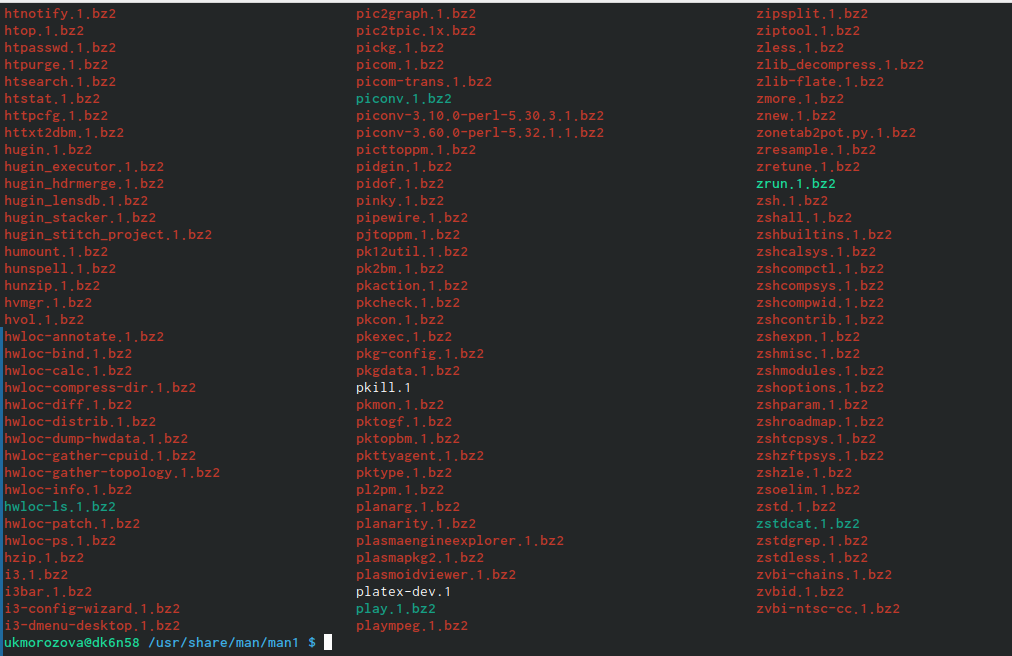 htnotify.1.bz2 pic2graph.1.bz2 zipsplit.1.bz2
htop.1.bz2 pic2tpic.1x.bz2 ziptool.1.bz2
htpasswd.1.bz2 pickg.1.bz2 zless.1.bz2
htpurge.1.bz2 picom.1.bz2 zlib_decompress.1.bz2
htsearch.1.bz2 picom-trans.1.bz2 zlib-flate.1.bz2
htstat.1.bz2 piconv.1.bz2 zmore.1.bz2
httpcfg.1.bz2 piconv-3.10.0-perl-5.30.3.1.bz2 znew.1.bz2
httxt2dbm.1.bz2 piconv-3.60.0-perl-5.32.1.1.bz2 zonetab2pot.py.1.bz2
hugin.1.bz2 picttoppm.1.bz2 zresample.1.bz2
hugin_executor.1.bz2 pidgin.1.bz2 zretune.1.bz2
hugin_hdrmerge.1.bz2 pidof.1.bz2 zrun.1.bz2
hugin_lensdb.1.bz2 pinky.1.bz2 zsh.1.bz2
hugin_stacker.1.bz2 pipewire.1.bz2 zshall.1.bz2
hugin_stitch_project.1.bz2 pjtoppm.1.bz2 zshbuiltins.1.bz2
humount.1.bz2 pk12util.1.bz2 zshcalsys.1.bz2
hunspell.1.bz2 pk2bm.1.bz2 zshcompctl.1.bz2
hunzip.1.bz2 pkaction.1.bz2 zshcompsys.1.bz2
hvmgr.1.bz2 pkcheck.1.bz2 zshcompwid.1.bz2
hvol.1.bz2 pkcon.1.bz2 zshcontrib.1.bz2
hwloc-annotate.1.bz2 pkexec.1.bz2 zshexpn.1.bz2
hwloc-bind.1.bz2 pkg-config.1.bz2 zshmisc.1.bz2
hwloc-calc.1.bz2 pkgdata.1.bz2 zshmodules.1.bz2
hwloc-compress-dir.1.bz2 pkill.1 zshoptions.1.bz2
hwloc-diff.1.bz2 pkmon.1.bz2 zshparam.1.bz2
hwloc-distrib.1.bz2 pktogf.1.bz2 zshroadmap.1.bz2
hwloc-dump-hwdata.1.bz2 pktopbm.1.bz2 zshtcpsys.1.bz2
hwloc-gather-cpuid.1.bz2 pkttyagent.1.bz2 zshzftpsys.1.bz2
hwloc-gather-topology.1.bz2 pktype.1.bz2 zshzle.1.bz2
hwloc-info.1.bz2 pl2pm.1.bz2 zsoelim.1.bz2
hwloc-ls.1.bz2 planarg.1.bz2 zstd.1.bz2
hwloc-patch.1.bz2 planarity.1.bz2 zstdcat.1.bz2
hwloc-ps.1.bz2 plasmaengineexplorer.1.bz2 zstdgrep.1.bz2
hzip.1.bz2 plasmapkg2.1.bz2 zstdless.1.bz2
i3.1.bz2 plasmoidviewer.1.bz2 zvbi-chains.1.bz2
i3bar.1.bz2 platex-dev.1 zvbid.1.bz2
i3-config-wizard.1.bz2 play.1.bz2 zvbi-ntsc-cc.1.bz2
i3-dmenu-desktop.1.bz2 plaympeg.1.bz2
ukmorozova@dk6n58 /usr/share/man/man1 $